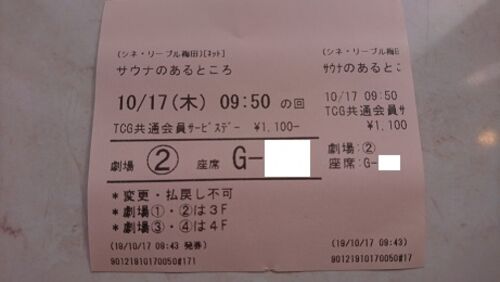 (シネ・リーブル梅田)[ネット]
サウナのあるところ
10/17(木) 09:50 の回
TCG共通会員サービスデー ¥1,100-
劇場 ② 座席 G-
*変更・払戻し不可
*劇場①・②は3F
*劇場③・④は4F
(19/10/17 09:43 発券)
90121910170050#171
(シネ・リーブル梅田
サウナのあるとこ
10/17 09:50
TCG共通会員サ
¥1,100
劇場:②
座席:G-
(19/10/17 09:43)
90121910170050#17